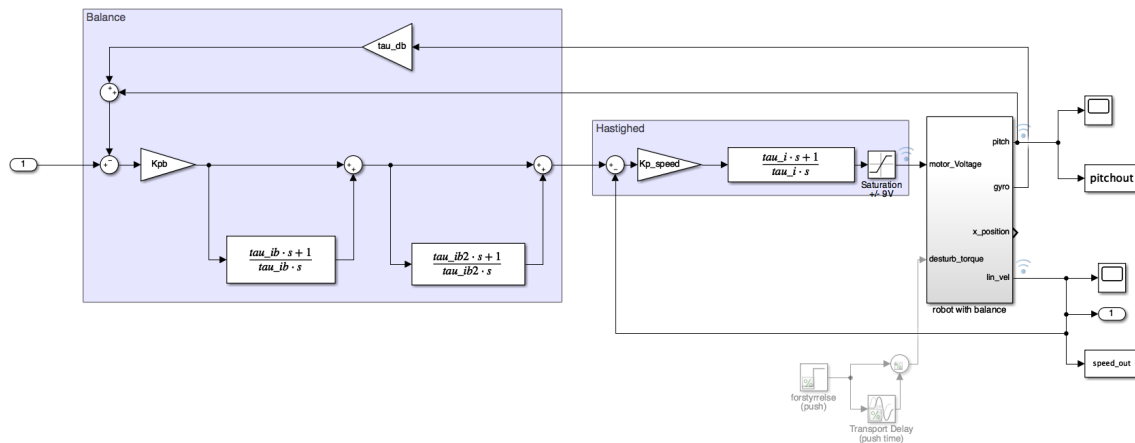 Balance
tau_db
1
Kpb
tau_ib · s + 1
tau_ib · s
tau_ib2 · s + 1
tau_ib2 · s
Hastighed
Kp_speed
tau_i · s + 1
tau_i · s
Saturation
+/- 9V
motor_Voltage
desturb_torque
pitch
gyro
x_position
lin_vel
robot with balance
pitchout
1
speed_out
forstyrrelse
(push)
Transport Delay
(push time)